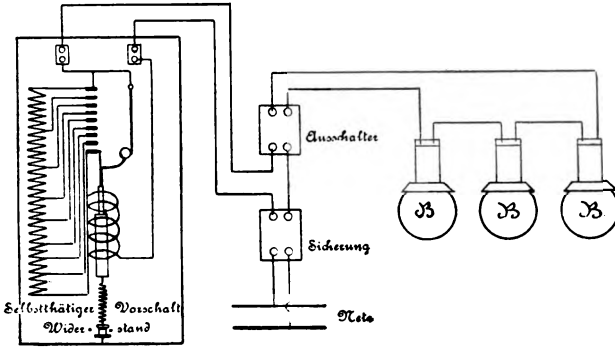 Ausschalter
B B B
Sicherung
Selbstthätiger Vorschalt
Wider - stand
Netz